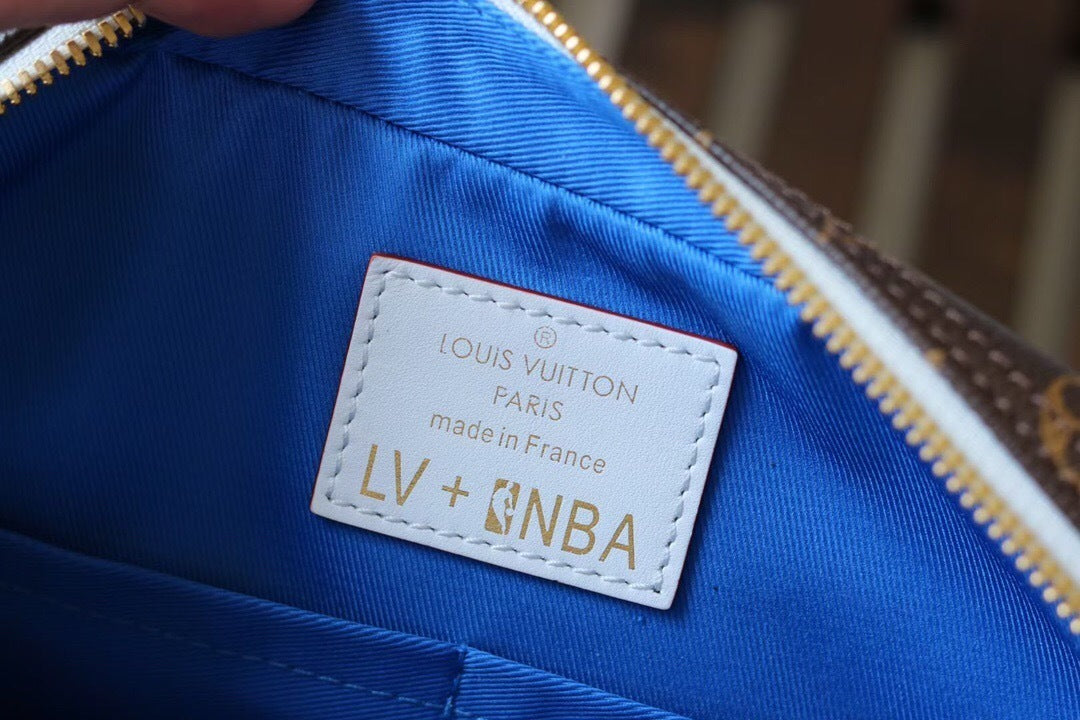 ®
LOUIS VUITTON
PARIS
made in France
LV + NBA